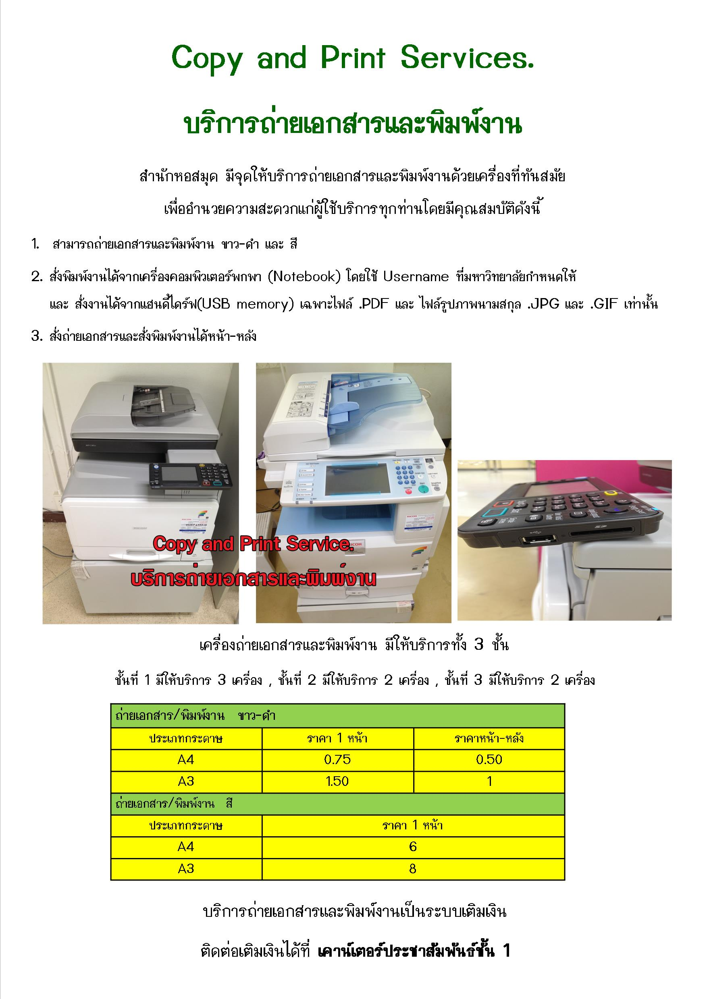 Copy and Print Services.
บริการถ่ายเอกสารและพิมพ์งาน
สำนักหอสมุด มีจุดให้บริการถ่ายเอกสารและพิมพ์งานด้วยเครื่องที่ทันสมัย
เพื่ออำนวยความสะดวกแก่ผู้ใช้บริการทุกท่านโดยมีคุณสมบัติดังนี้
1. สามารถถ่ายเอกสารและพิมพ์งาน ขาว-ดำ และ สี
2. สั่งพิมพ์งานได้จากเครื่องคอมพิวเตอร์พกพา (Notebook) โดยใช้ Username ที่มหาวิทยาลัยกำหนดให้
และ สั่งงานได้จากแฮนดี้ไดร์ฟ(USB memory) เฉพาะไฟล์ .PDF และ ไฟล์รูปภาพนามสกุล .JPG และ .GIF เท่านั้น
3. สั่งถ่ายเอกสารและสั่งพิมพ์งานได้หน้า-หลัง
RICOH
RICOH
RICOH
RICOH
Copy and Print Service.
บริการถ่ายเอกสารและพิมพ์งาน
เครื่องถ่ายเอกสารและพิมพ์งาน มีให้บริการทั้ง 3 ชั้น
ชั้นที่ 1 มีให้บริการ 3 เครื่อง , ชั้นที่ 2 มีให้บริการ 2 เครื่อง , ชั้นที่ 3 มีให้บริการ 2 เครื่อง
ถ่ายเอกสาร/พิมพ์งาน ขาว-ดำ
ประเภทกระดาษ ราคา 1 หน้า ราคาหน้า-หลัง
A4 0.75 0.50
A3 1.50 1
ถ่ายเอกสาร/พิมพ์งาน สี
ประเภทกระดาษ ราคา 1 หน้า
A4 6
A3 8
บริการถ่ายเอกสารและพิมพ์งานเป็นระบบเติมเงิน
ติดต่อเติมเงินได้ที่ เคาน์เตอร์ประชาสัมพันธ์ชั้น 1